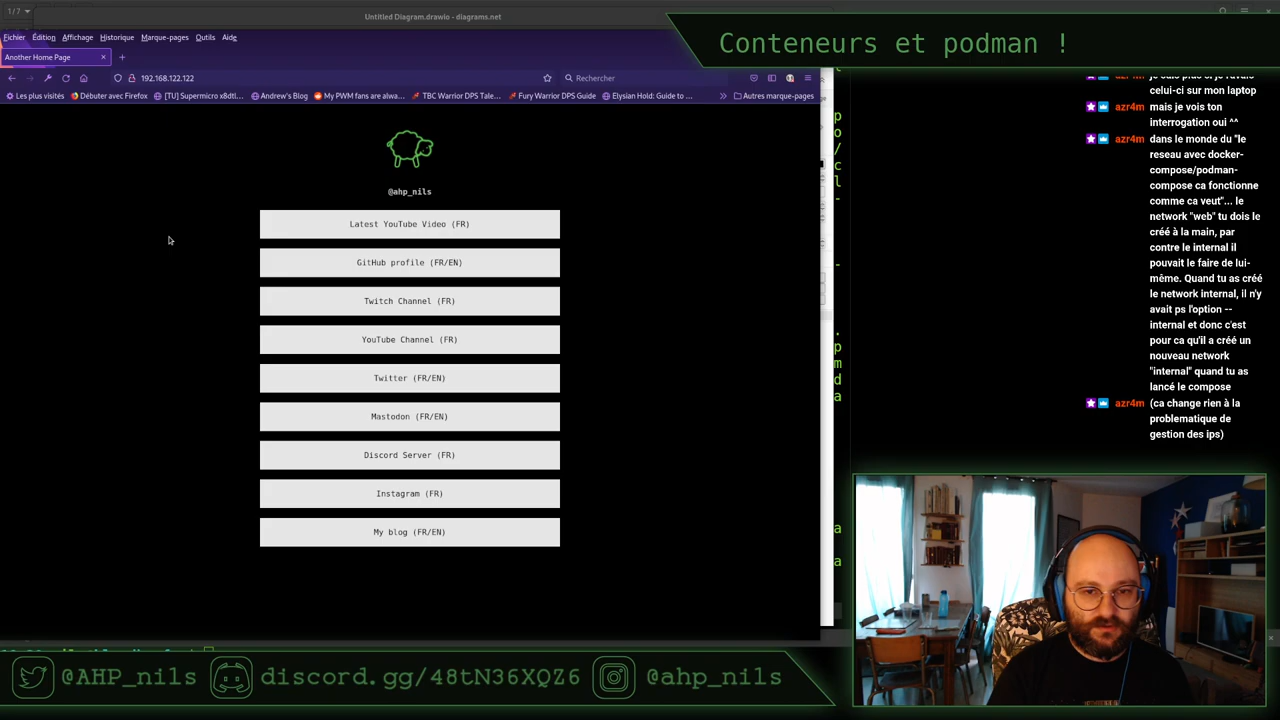 1/7
Untitled Diagram.drawio - diagrams.net
Fichier Édition Affichage Historique Marque-pages Outils Aide
Another Home Page
192.168.122.122
Rechercher
Les plus visités Débuter avec Firefox [TU] Supermicro x8dtl... Andrew's Blog My PWM fans are alwa... TBC Warrior DPS Tale... Fury Warrior DPS Guide Elysian Hold: Guide to ... Autres marque-pages
@ahp_nils
Latest YouTube Video (FR)
GitHub profile (FR/EN)
Twitch Channel (FR)
YouTube Channel (FR)
Twitter (FR/EN)
Mastodon (FR/EN)
Discord Server (FR)
Instagram (FR)
My blog (FR/EN)
Conteneurs et podman !
celui-ci sur mon laptop
azr4m mais je vois ton
interrogation oui ^^
azr4m dans le monde du "le
reseau avec docker-
compose/podman-
compose ca fonctionne
comme ca veut"... le
network "web" tu dois le
créé à la main, par
contre le internal il
pouvait le faire de lui-
même. Quand tu as créé
le network internal, il n'y
avait ps l'option --
internal et donc c'est
pour ca qu'il a créé un
nouveau network
"internal" quand tu as
lancé le compose
azr4m (ca change rien à la
problematique de
gestion des ips)
@AHP_nils discord.gg/48tN36XQZ6 @ahp_nils